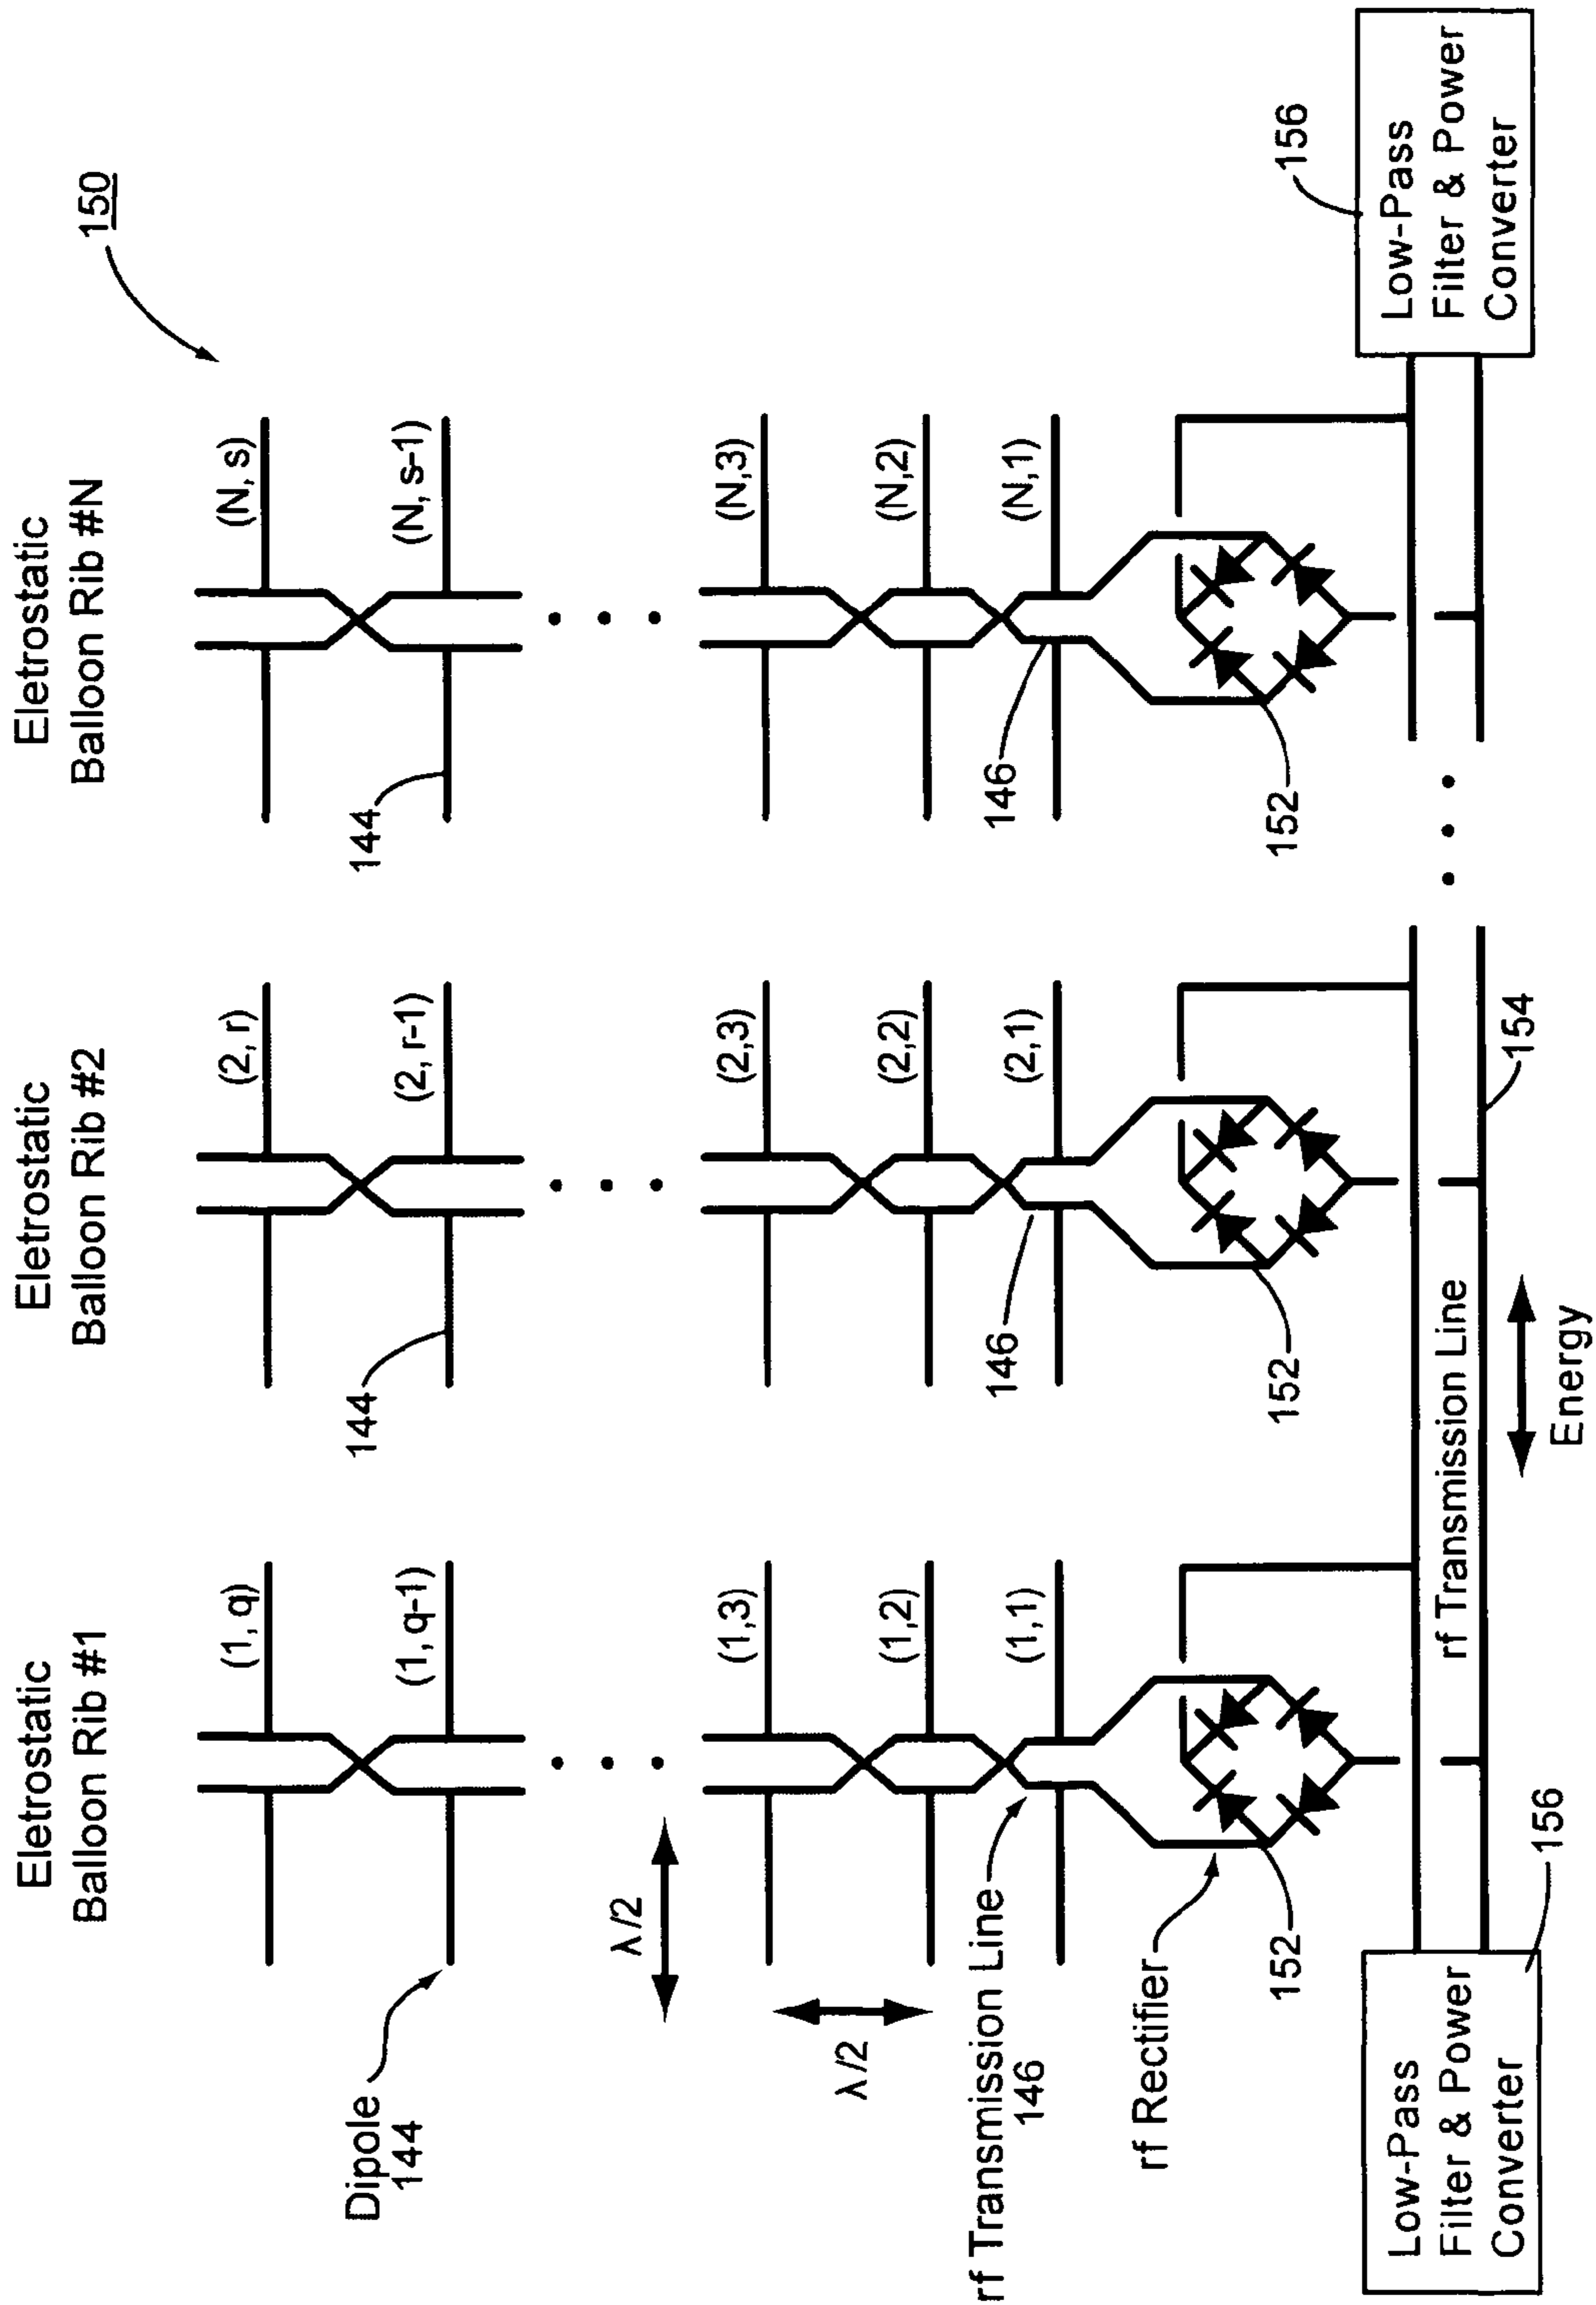 150
Eletrostatic
Balloon Rib #1
Eletrostatic
Balloon Rib #2
Eletrostatic
Balloon Rib #N
(1, q)
(2, r)
(N, s)
(1, q-1)
(2, r-1)
(N, s-1)
Dipole
144
144
144
λ/2
λ/2
(1,3)
(2,3)
(N,3)
(1,2)
(2,2)
(N,2)
(1,1)
(2,1)
(N,1)
rf Transmission Line
146
146
146
rf Rectifier
152
152
152
156
Low-Pass
Filter & Power
Converter
rf Transmission Line
154
Energy
156
Low-Pass
Filter & Power
Converter